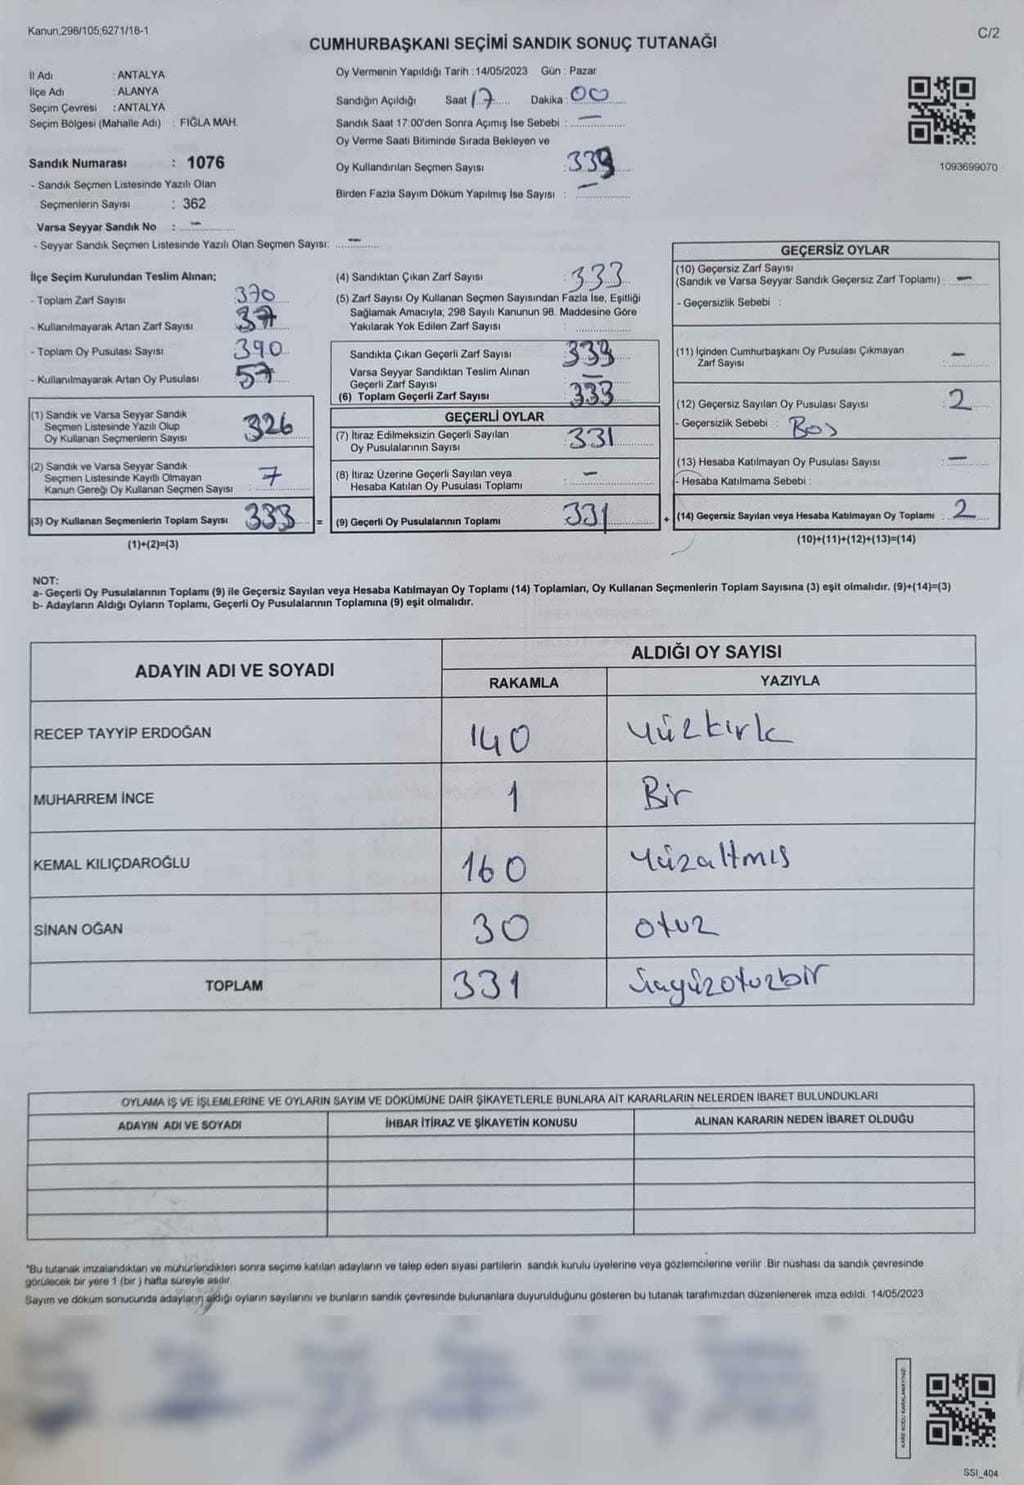 Kanun;298/105;6271/18-1
C/2
CUMHURBAŞKANI SEÇİMİ SANDIK SONUÇ TUTANAĞI
İl Adı : ANTALYA
İlçe Adı : ALANYA
Seçim Çevresi : ANTALYA
Seçim Bölgesi (Mahalle Adı) : FIĞLA MAH.
Sandık Numarası : 1076
- Sandık Seçmen Listesinde Yazılı Olan
Seçmenlerin Sayısı : 362
Varsa Seyyar Sandık No : —
- Seyyar Sandık Seçmen Listesinde Yazılı Olan Seçmen Sayısı: —
Oy Vermenin Yapıldığı Tarih : 14/05/2023 Gün : Pazar
Sandığın Açıldığı Saat 17 Dakika : 00
Sandık Saat 17:00'den Sonra Açılmış İse Sebebi : —
Oy Verme Saati Bitiminde Sırada Bekleyen ve
Oy Kullandırılan Seçmen Sayısı : 333
Birden Fazla Sayım Döküm Yapılmış İse Sayısı : —
1093699070
İlçe Seçim Kurulundan Teslim Alınan;
- Toplam Zarf Sayısı : 370
- Kullanılmayarak Artan Zarf Sayısı : 37
- Toplam Oy Pusulası Sayısı : 390
- Kullanılmayarak Artan Oy Pusulası : 57
(1) Sandık ve Varsa Seyyar Sandık
Seçmen Listesinde Yazılı Olup
Oy Kullanan Seçmenlerin Sayısı : 326
(2) Sandık ve Varsa Seyyar Sandık
Seçmen Listesinde Kayıtlı Olmayan
Kanun Gereği Oy Kullanan Seçmen Sayısı : 7
(3) Oy Kullanan Seçmenlerin Toplam Sayısı : 333 =
(1)+(2)=(3)
(4) Sandıktan Çıkan Zarf Sayısı : 333
(5) Zarf Sayısı Oy Kullanan Seçmen Sayısından Fazla İse, Eşitliği
Sağlamak Amacıyla; 298 Sayılı Kanunun 98. Maddesine Göre
Yakılarak Yok Edilen Zarf Sayısı :
Sandıkta Çıkan Geçerli Zarf Sayısı : 333
Varsa Seyyar Sandıktan Teslim Alınan
Geçerli Zarf Sayısı : —
(6) Toplam Geçerli Zarf Sayısı : 333
GEÇERLİ OYLAR
(7) İtiraz Edilmeksizin Geçerli Sayılan
Oy Pusulalarının Sayısı : 331
(8) İtiraz Üzerine Geçerli Sayılan veya
Hesaba Katılan Oy Pusulası Toplamı : —
(9) Geçerli Oy Pusulalarının Toplamı : 331 +
GEÇERSİZ OYLAR
(10) Geçersiz Zarf Sayısı
(Sandık ve Varsa Seyyar Sandık Geçersiz Zarf Toplamı) : —
- Geçersizlik Sebebi :
(11) İçinden Cumhurbaşkanı Oy Pusulası Çıkmayan
Zarf Sayısı : —
(12) Geçersiz Sayılan Oy Pusulası Sayısı : 2
- Geçersizlik Sebebi : Boş
(13) Hesaba Katılmayan Oy Pusulası Sayısı : —
- Hesaba Katılmama Sebebi :
(14) Geçersiz Sayılan veya Hesaba Katılmayan Oy Toplamı : 2
(10)+(11)+(12)+(13)=(14)
NOT:
a- Geçerli Oy Pusulalarının Toplamı (9) ile Geçersiz Sayılan veya Hesaba Katılmayan Oy Toplamı (14) Toplamları, Oy Kullanan Seçmenlerin Toplam Sayısına (3) eşit olmalıdır. (9)+(14)=(3)
b- Adayların Aldığı Oyların Toplamı, Geçerli Oy Pusulalarının Toplamına (9) eşit olmalıdır.
ADAYIN ADI VE SOYADI
ALDIĞI OY SAYISI
RAKAMLA YAZIYLA
RECEP TAYYİP ERDOĞAN 140 yüzkırk
MUHARREM İNCE 1 Bir
KEMAL KILIÇDAROĞLU 160 yüzaltmış
SİNAN OĞAN 30 otuz
TOPLAM 331 üçyüzotuzbir
OYLAMA İŞ VE İŞLEMLERİNE VE OYLARIN SAYIM VE DÖKÜMÜNE DAİR ŞİKAYETLERLE BUNLARA AİT KARARLARIN NELERDEN İBARET BULUNDUKLARI
ADAYIN ADI VE SOYADI İHBAR İTİRAZ VE ŞİKAYETİN KONUSU ALINAN KARARIN NEDEN İBARET OLDUĞU
*Bu tutanak imzalandıktan ve mühürlendikten sonra seçime katılan adayların ve talep eden siyasi partilerin sandık kurulu üyelerine veya gözlemcilerine verilir. Bir nüshası da sandık çevresinde
görülecek bir yere 1 (bir) hafta süreyle asılır.
Sayım ve döküm sonucunda adayların aldığı oyların sayılarını ve bunların sandık çevresinde bulunanlara duyurulduğunu gösteren bu tutanak tarafımızdan düzenlenerek imza edildi. 14/05/2023
SSI_404